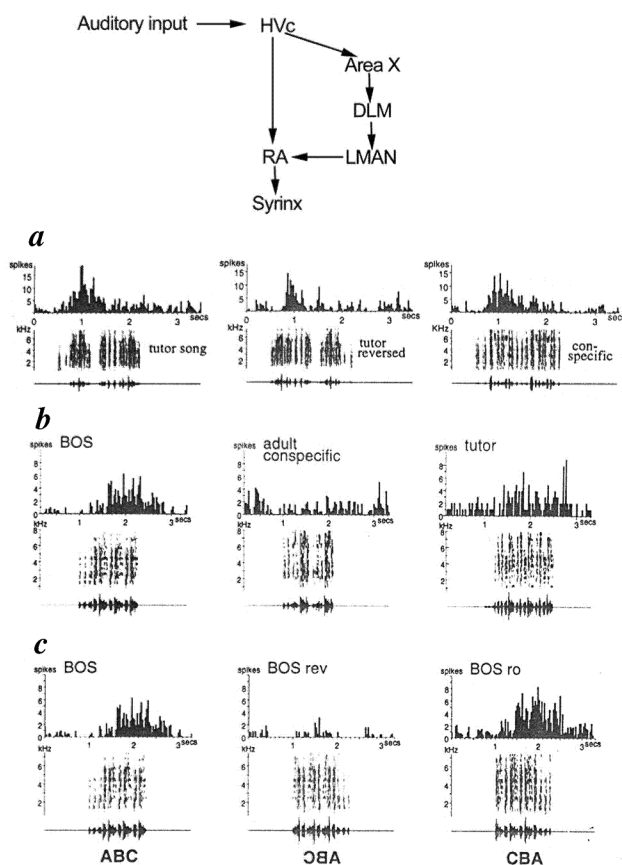 Auditory input HVc
Area X
DLM
RA LMAN
Syrinx
a
spikes spikes spikes
15 15 15
10 10 10
5 5 5
0 0 0
0 1 2 3 secs 0 1 2 3 secs 0 1 2 3 secs
kHz kHz KHz
6 6 6
4 tutor song 4 tutor reversed 4 con-specific
2 2 2
b
spikes BOS spikes adult conspecific spikes tutor
8 8 8
6 6 6
4 4 4
2 2 2
0 0 0
1 2 3 secs 1 2 3 secs 1 2 3 secs
kHz kHz kHz
8 8 8
6 6 6
4 4 4
2 2 2
c
spikes BOS spikes BOS rev spikes BOS ro
8 8 8
6 6 6
4 4 4
2 2 2
0 0 0
1 2 3 secs 1 2 3 secs 1 2 3 secs
kHz kHz kHz
6 6 6
4 4 4
2 2 2
ABC ABC CBA